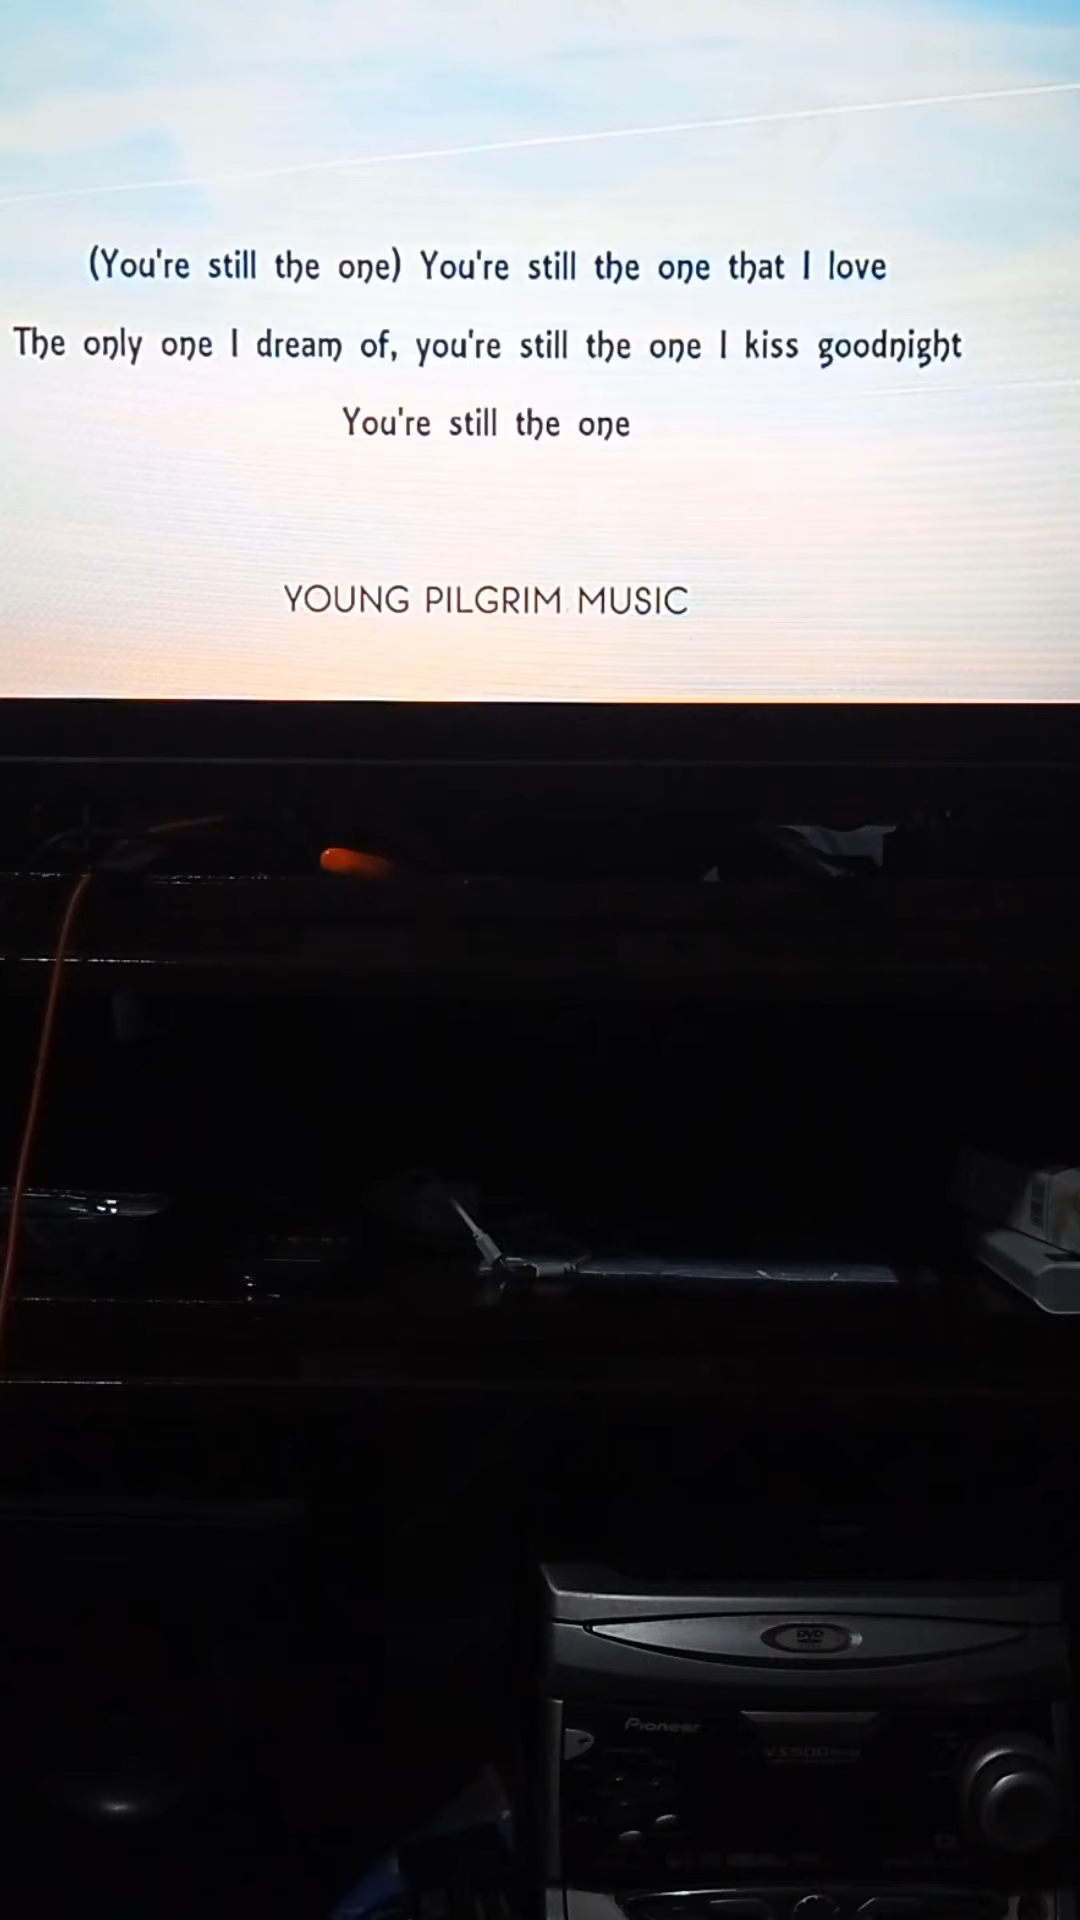 (You're still the one) You're still the one that I love
The only one I dream of, you're still the one I kiss goodnight
You're still the one
YOUNG PILGRIM MUSIC
DVD
Pioneer